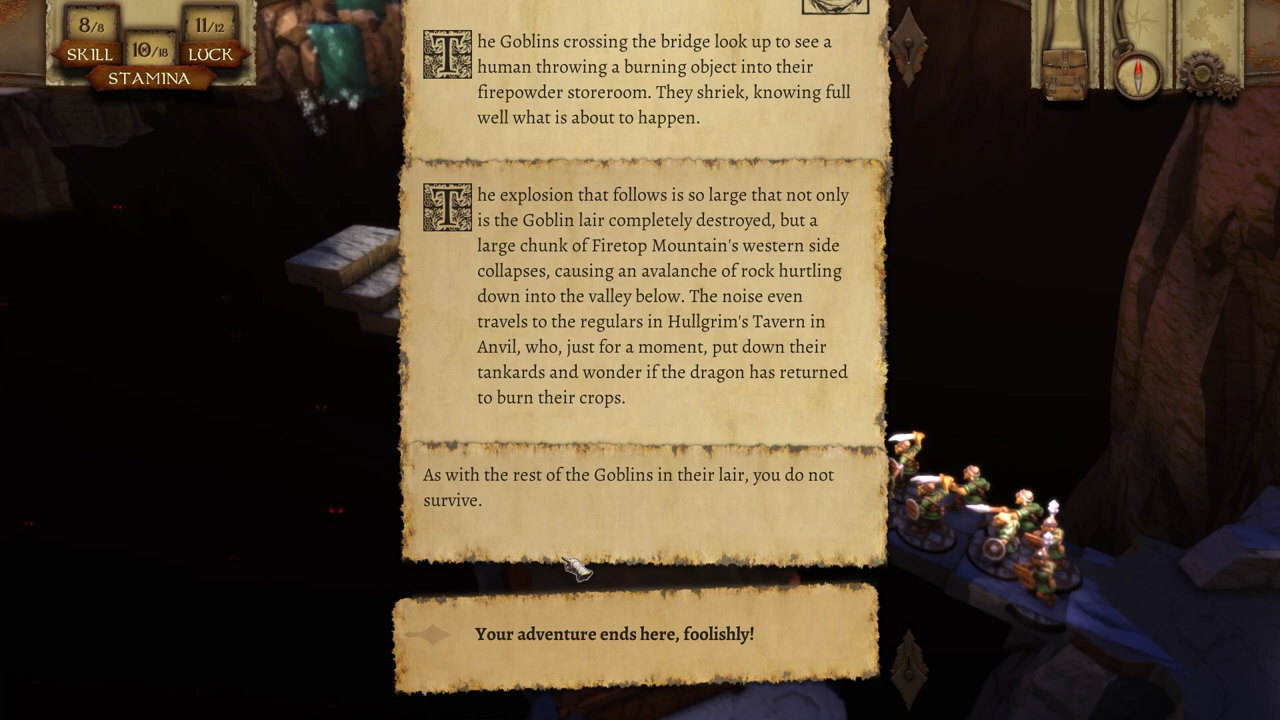 8/8
SKILL
10/18
STAMINA
11/12
LUCK
The Goblins crossing the bridge look up to see a
human throwing a burning object into their
firepowder storeroom. They shriek, knowing full
well what is about to happen.
The explosion that follows is so large that not only
is the Goblin lair completely destroyed, but a
large chunk of Firetop Mountain's western side
collapses, causing an avalanche of rock hurtling
down into the valley below. The noise even
travels to the regulars in Hullgrim's Tavern in
Anvil, who, just for a moment, put down their
tankards and wonder if the dragon has returned
to burn their crops.
As with the rest of the Goblins in their lair, you do not
survive.
Your adventure ends here, foolishly!